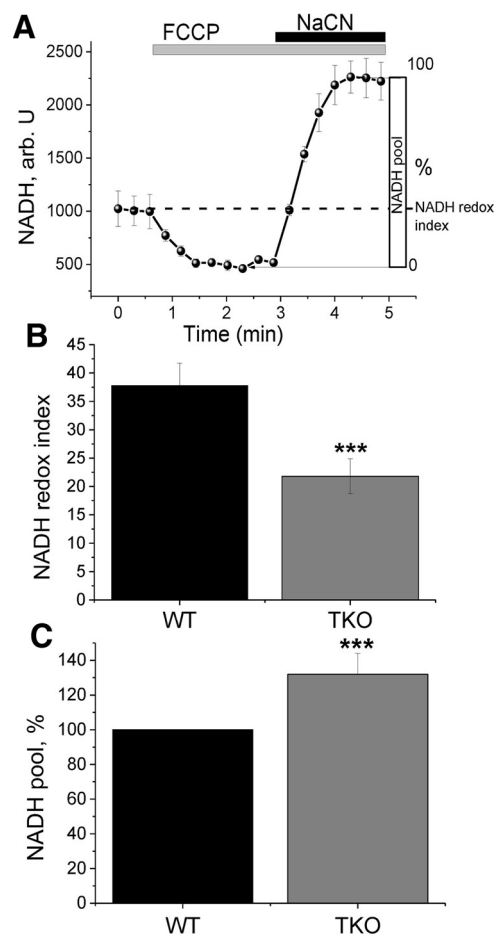 A
FCCP
NaCN
NADH, arb. U
2500
2000
1500
1000
500
0
1
2
3
4
5
Time (min)
100
NADH pool
%
NADH redox
index
0
B
NADH redox index
45
40
35
30
25
20
15
10
5
0
***
WT
TKO
C
NADH pool, %
140
120
100
80
60
40
20
0
***
WT
TKO